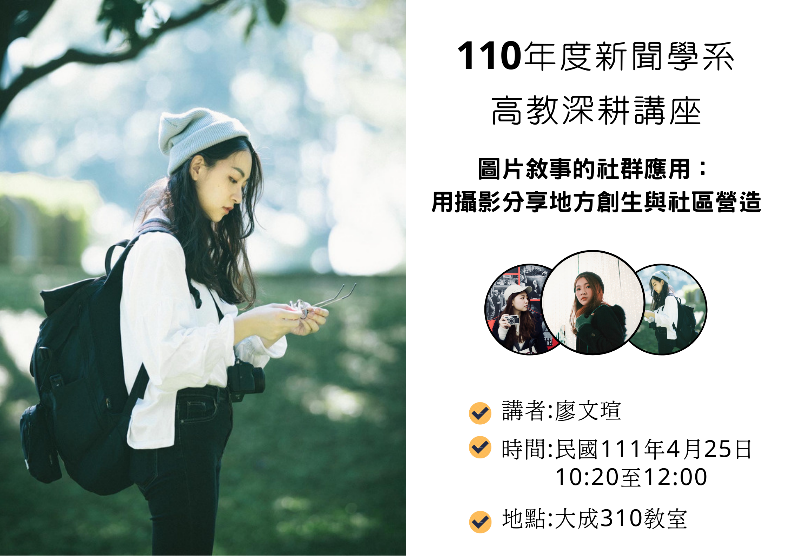 110年度新聞學系
高教深耕講座
圖片敘事的社群應用：
用攝影分享地方創生與社區營造
講者:廖文瑄
時間:民國111年4月25日
10:20至12:00
地點:大成310教室